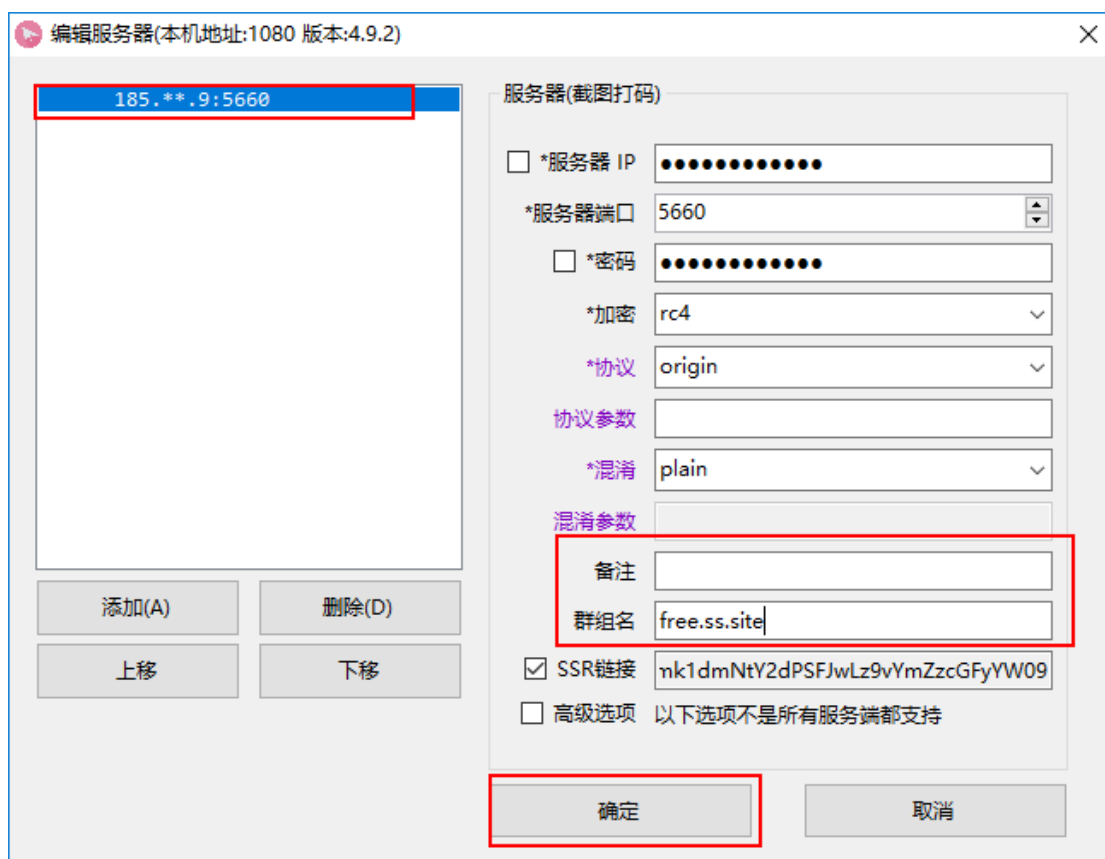 编辑服务器(本机地址:1080 版本:4.9.2)
185.**.9:5660
服务器(截图打码)
*服务器 IP ●●●●●●●●●●●●
*服务器端口 5660
*密码 ●●●●●●●●●●●●
*加密 rc4
*协议 origin
协议参数
*混淆 plain
混淆参数
备注
群组名 free.ss.site
SSR链接 nk1dmNtY2dPSFJwLz9vYmZzcGFyYW09
高级选项 以下选项不是所有服务端都支持
添加(A) 删除(D)
上移 下移
确定 取消